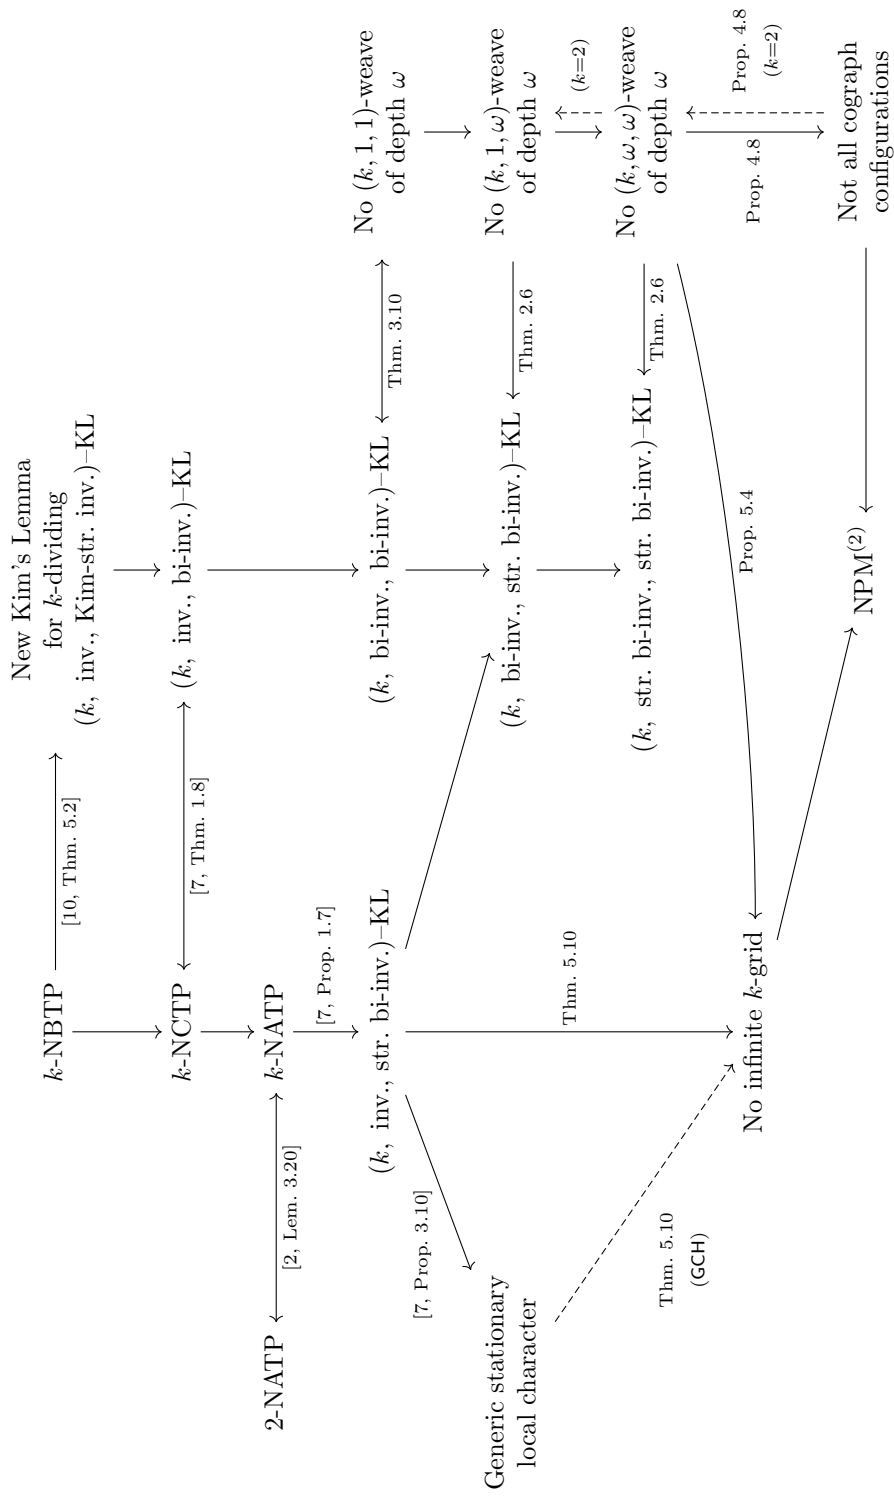 k-NBTP
[10, Thm. 5.2]
New Kim's Lemma
for k-dividing
(k, inv., Kim-str. inv.)–KL
k-NCTP
[7, Thm. 1.8]
(k, inv., bi-inv.)–KL
2-NATP
[2, Lem. 3.20]
k-NATP
[7, Prop. 1.7]
(k, inv., str. bi-inv.)–KL
(k, bi-inv., bi-inv.)–KL
Thm. 3.10
No (k, 1, 1)-weave
of depth ω
[7, Prop. 3.10]
Generic stationary
local character
(k, bi-inv., str. bi-inv.)–KL
Thm. 2.6
No (k, 1, ω)-weave
of depth ω
(k=2)
Thm. 5.10
(k, str. bi-inv., str. bi-inv.)–KL
Thm. 2.6
No (k, ω, ω)-weave
of depth ω
Thm. 5.10
(GCH)
Prop. 5.4
Prop. 4.8
Prop. 4.8
(k=2)
No infinite k-grid
NPM(2)
Not all cograph
configurations